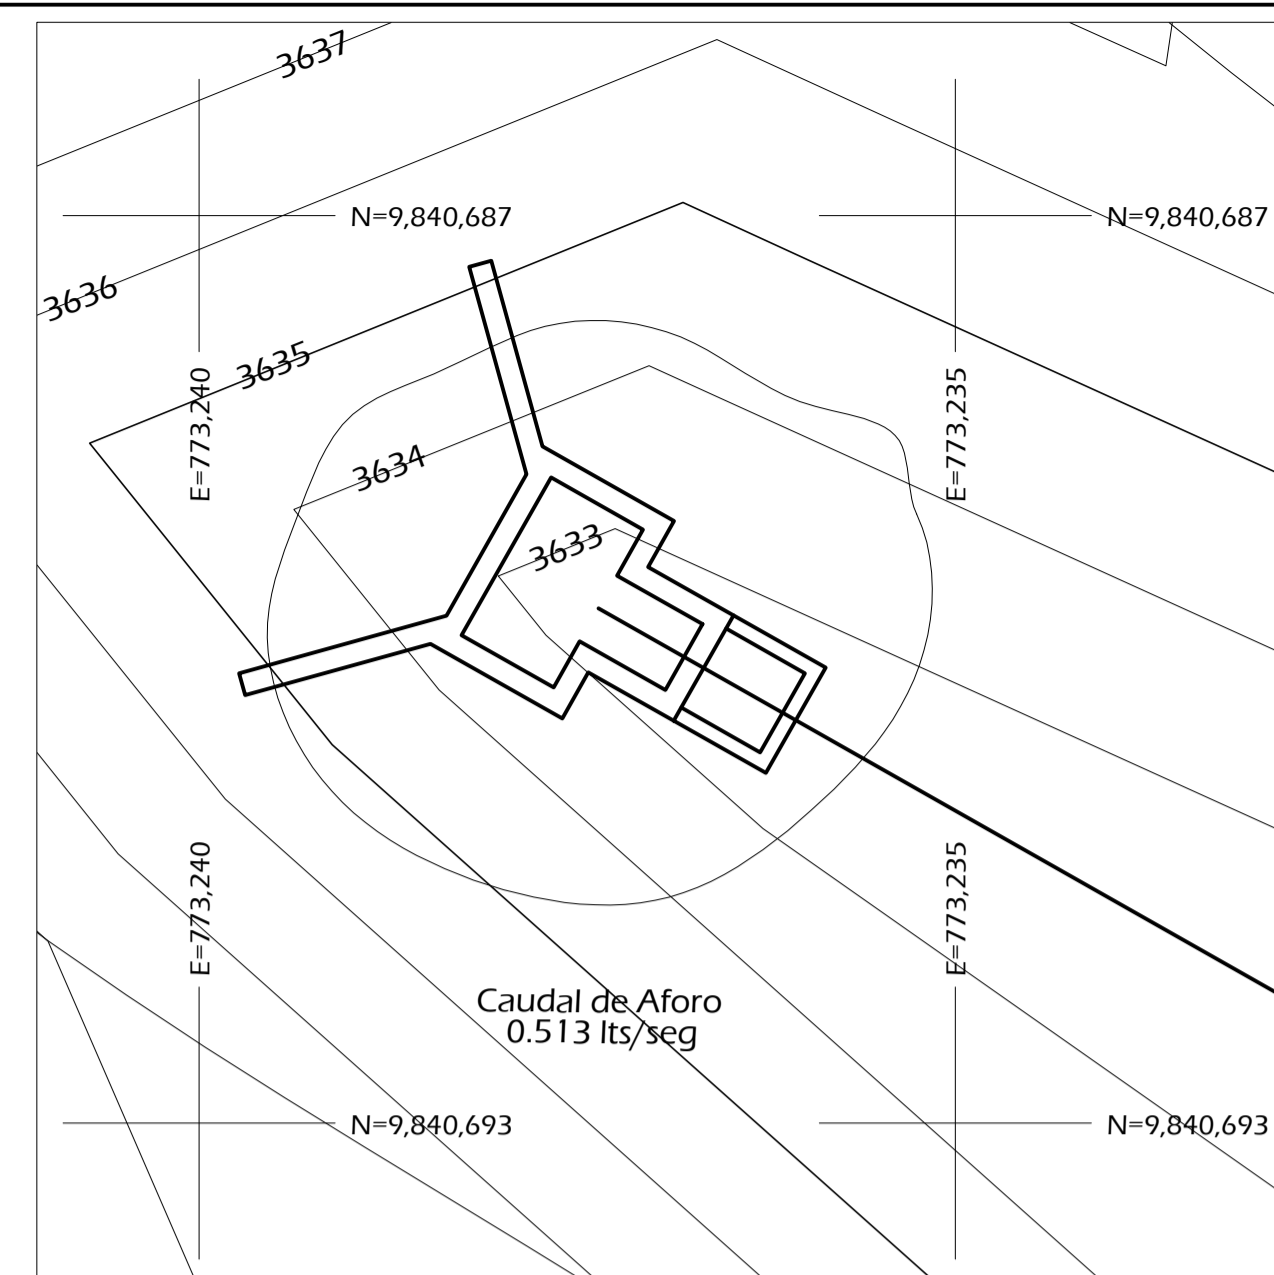 3637
N=9,840,687
N=9,840,687
3636
3635
E=773,240
E=773,235
3634
3633
E=773,240
E=773,235
Caudal de Aforo
0.513 lts/seg
N=9,840,693
N=9,840,693